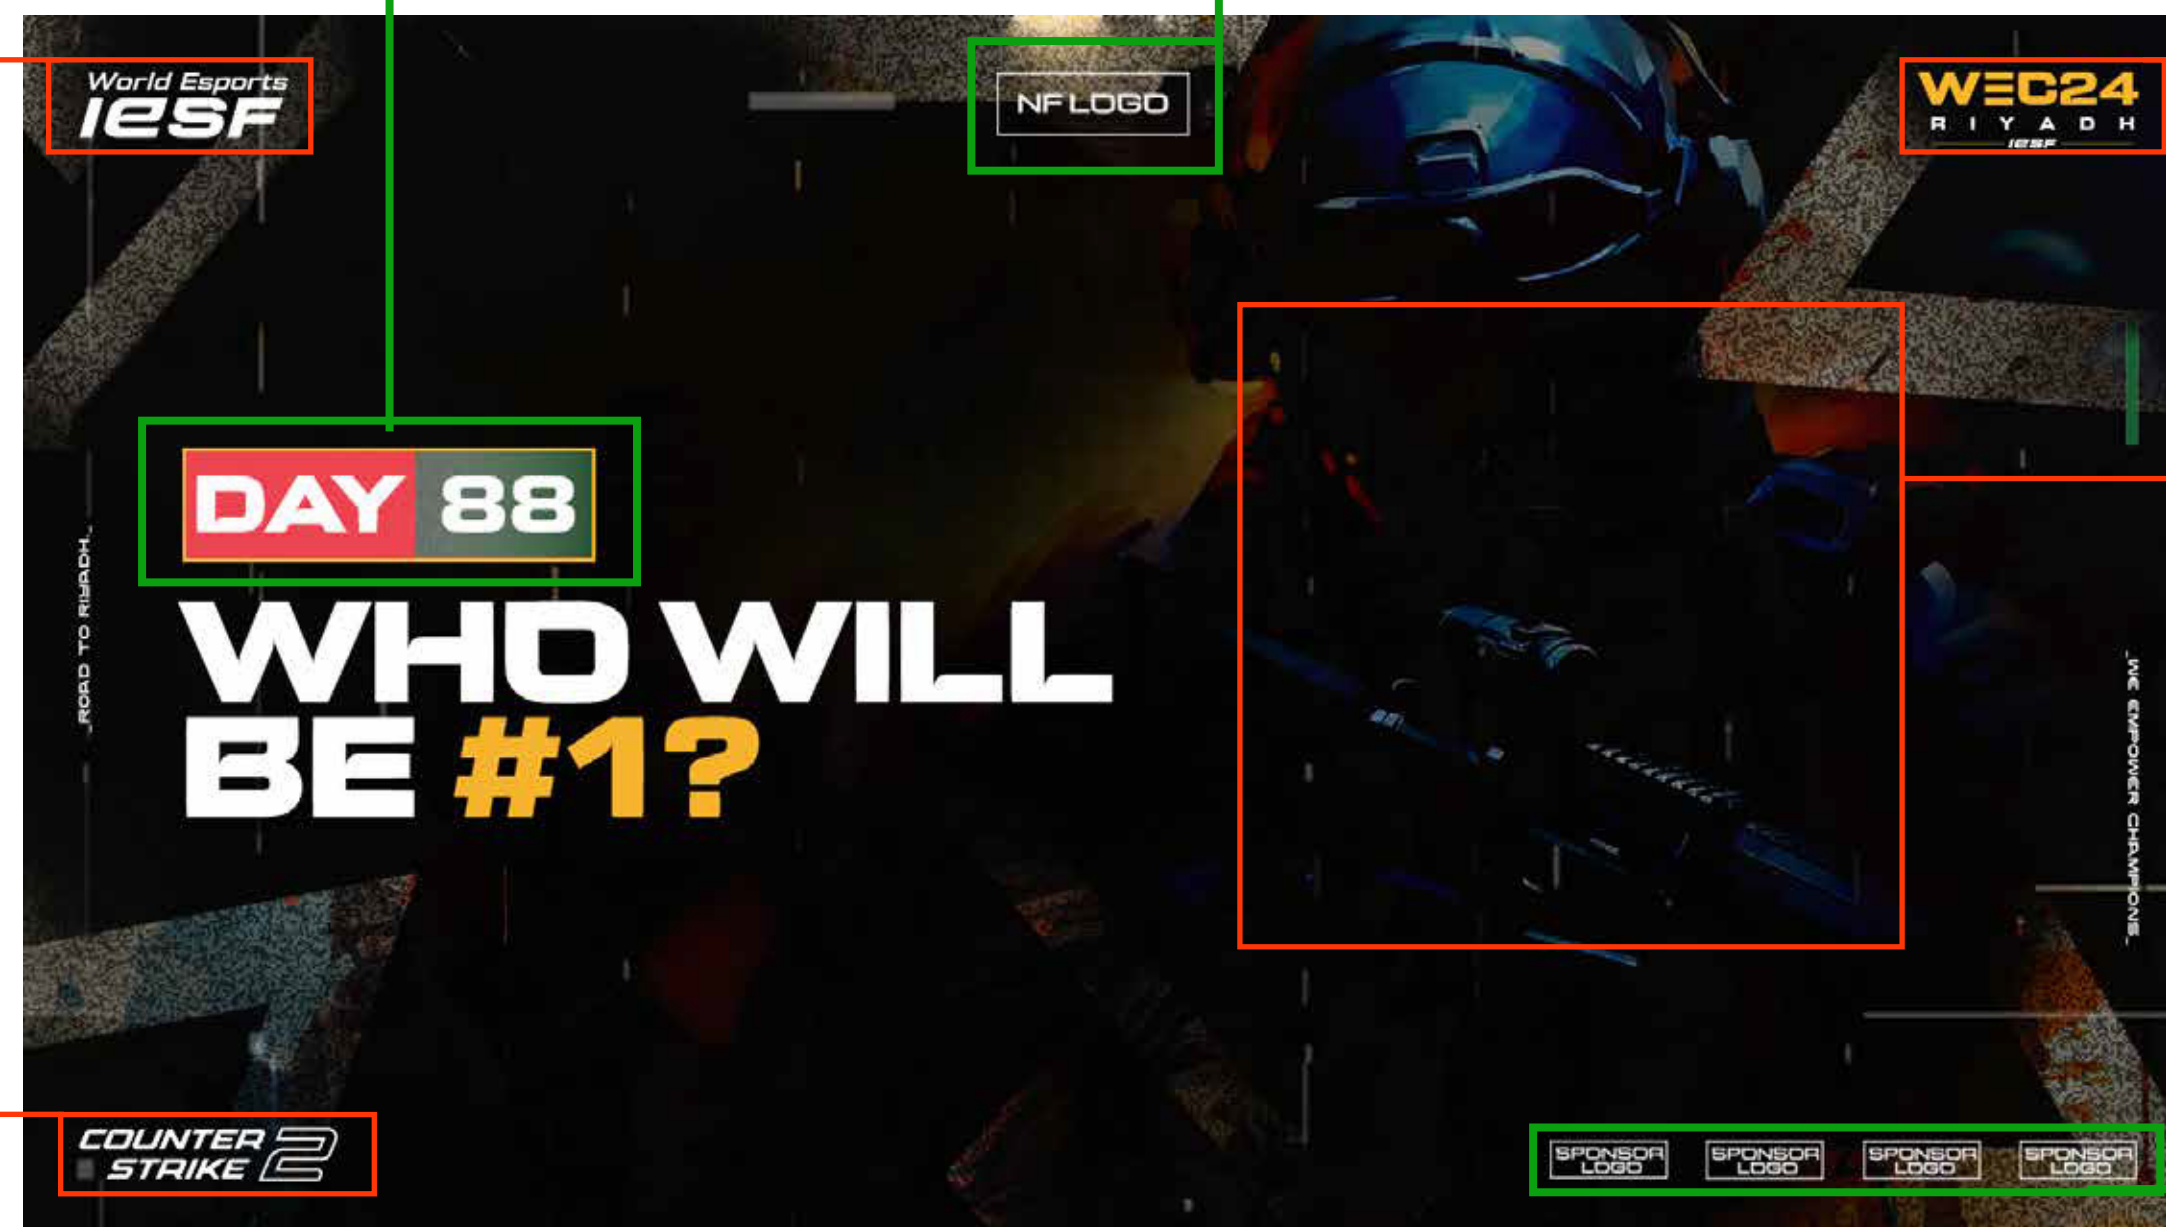 World Esports
IESF
NF LOGO
WEC24
RIYADH
IESF
DAY 88
WHO WILL
BE #1?
_ROAD TO RIYADH_
_WE EMPOWER CHAMPIONS_
COUNTER
STRIKE 2
SPONSOR
LOGO
SPONSOR
LOGO
SPONSOR
LOGO
SPONSOR
LOGO